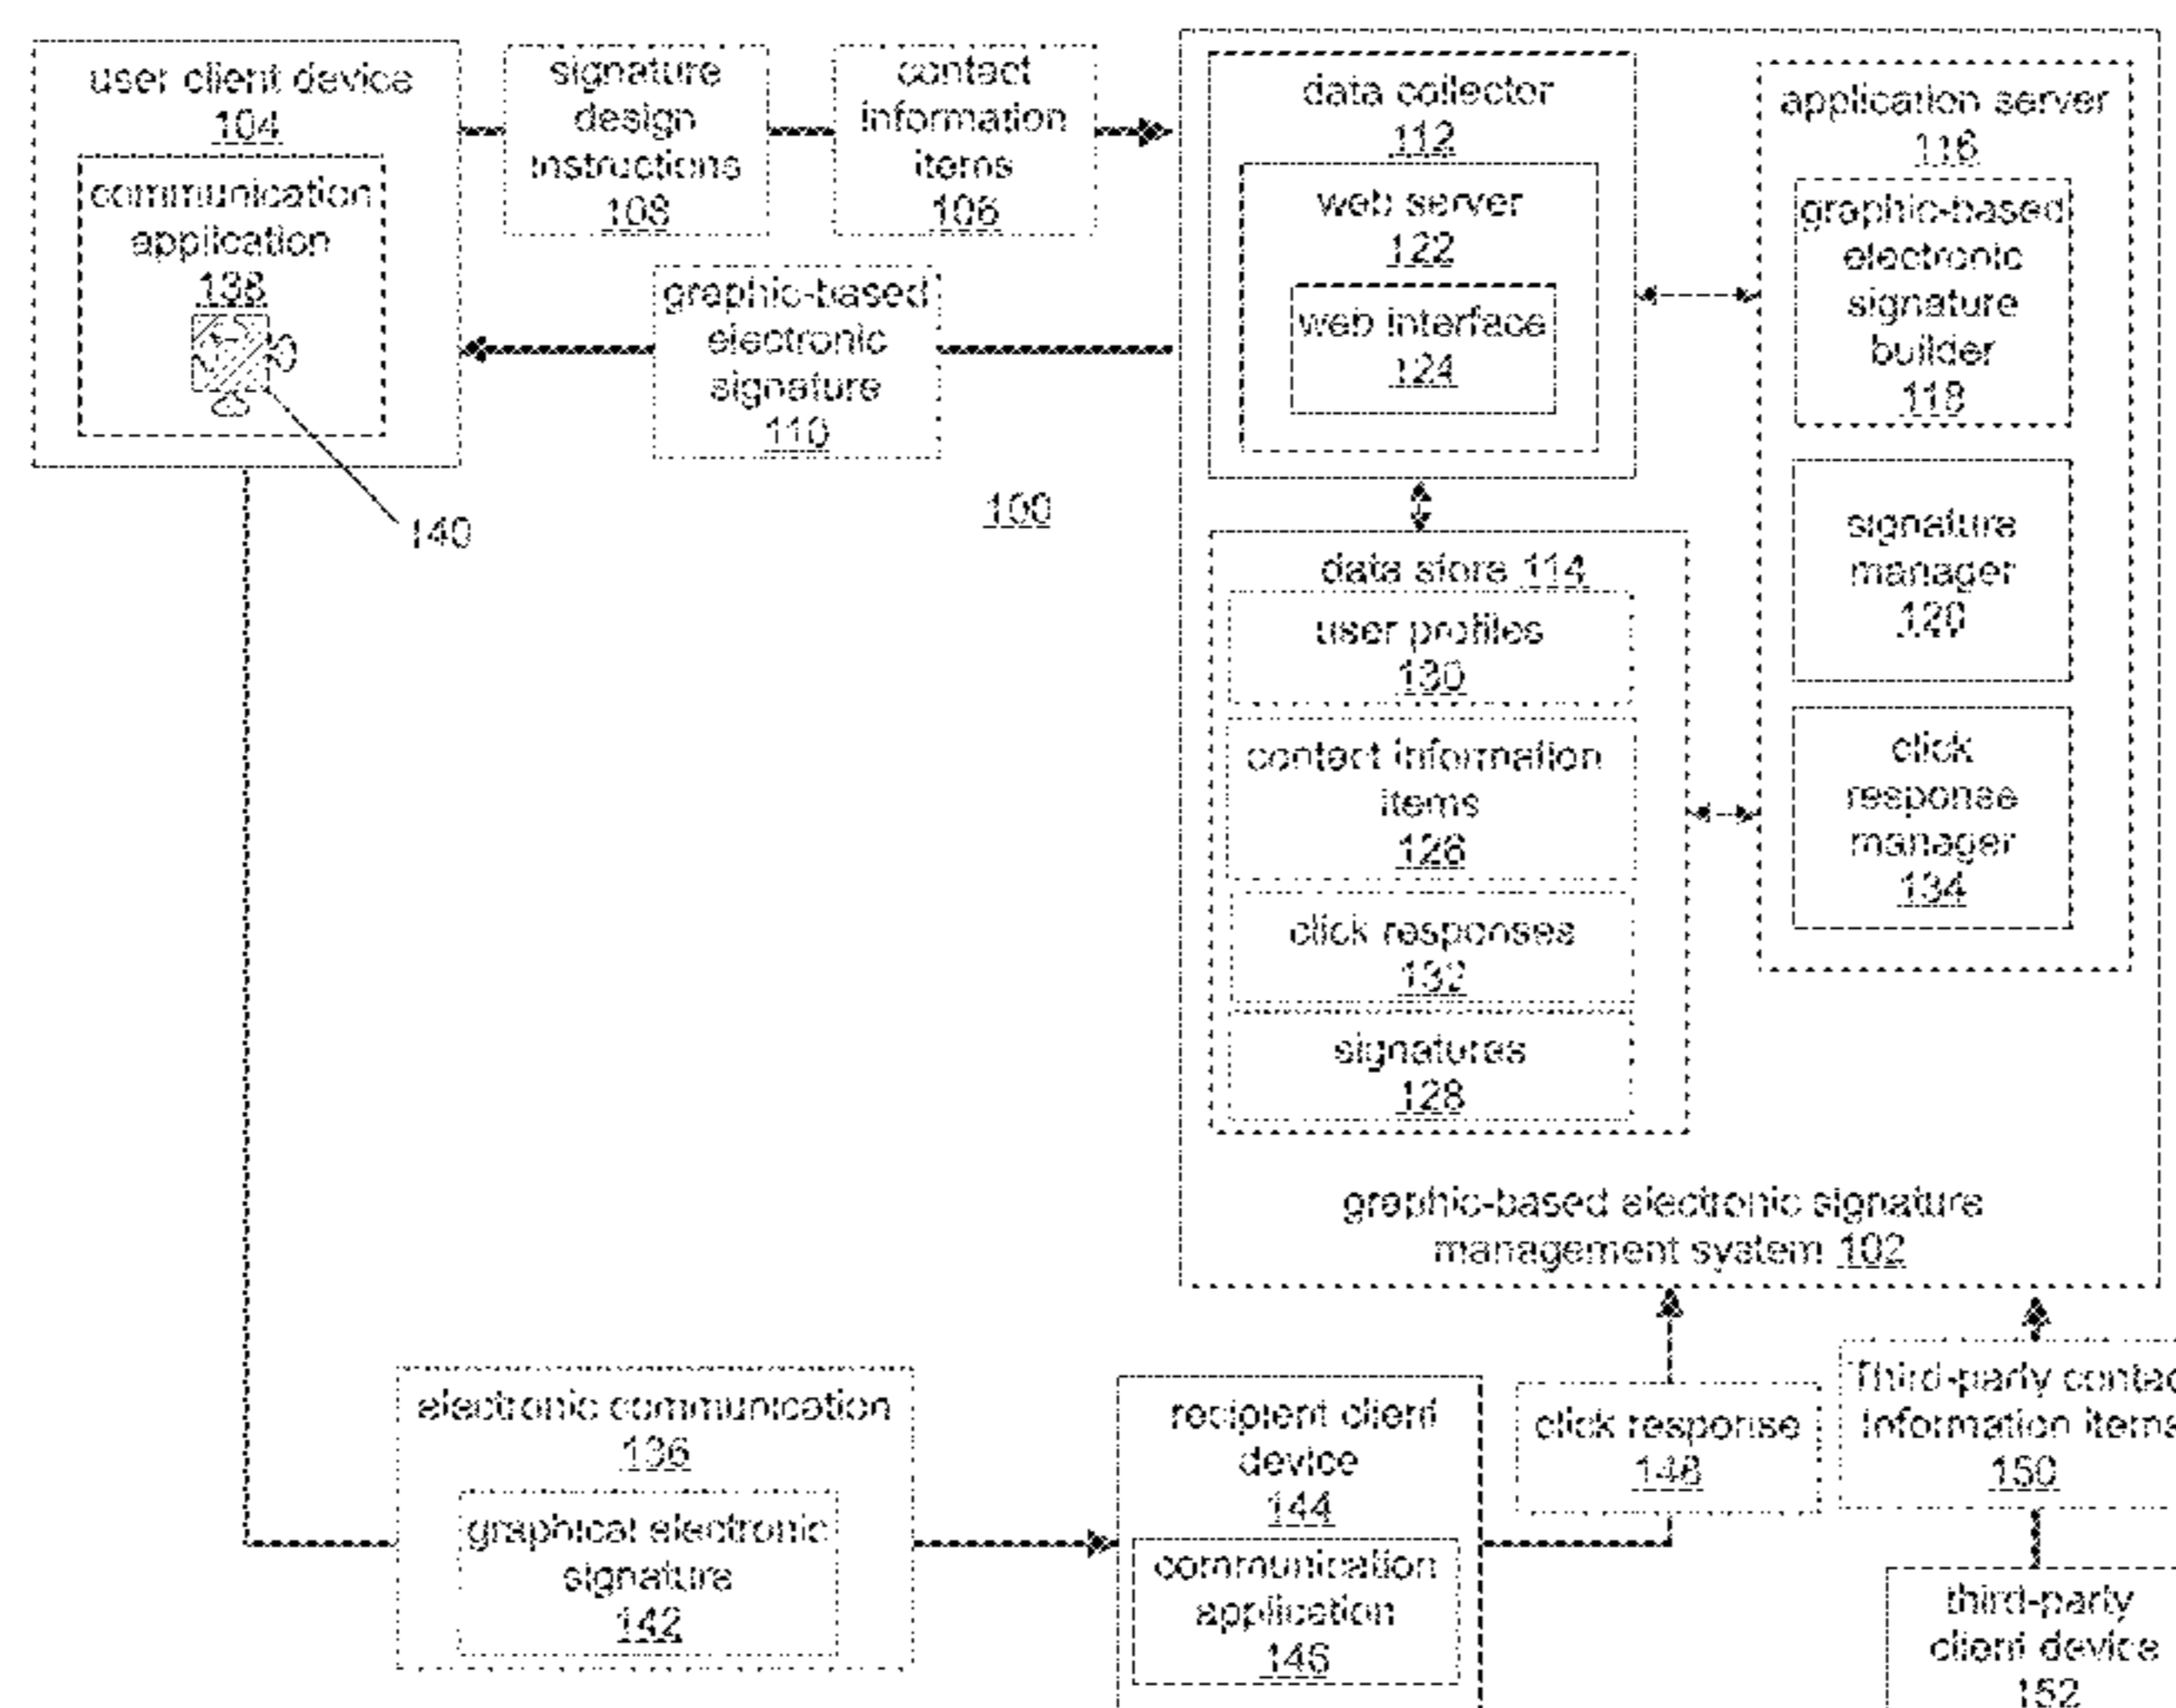 user client device
104
communication
application
138
140
signature
design
instructions
108
contact
information
items
106
graphic-based
electronic
signature
110
100
data collector
112
web server
122
web interface
124
data store 114
user profiles
130
contact information
items
126
click responses
132
signatures
128
application server
116
graphic-based
electronic
signature
builder
118
signature
manager
120
click
response
manager
134
graphic-based electronic signature
management system 102
electronic communication
136
graphical electronic
signature
142
recipient client
device
144
communication
application
146
click response
148
Third-party contac
information items
150
third-party
client device
152